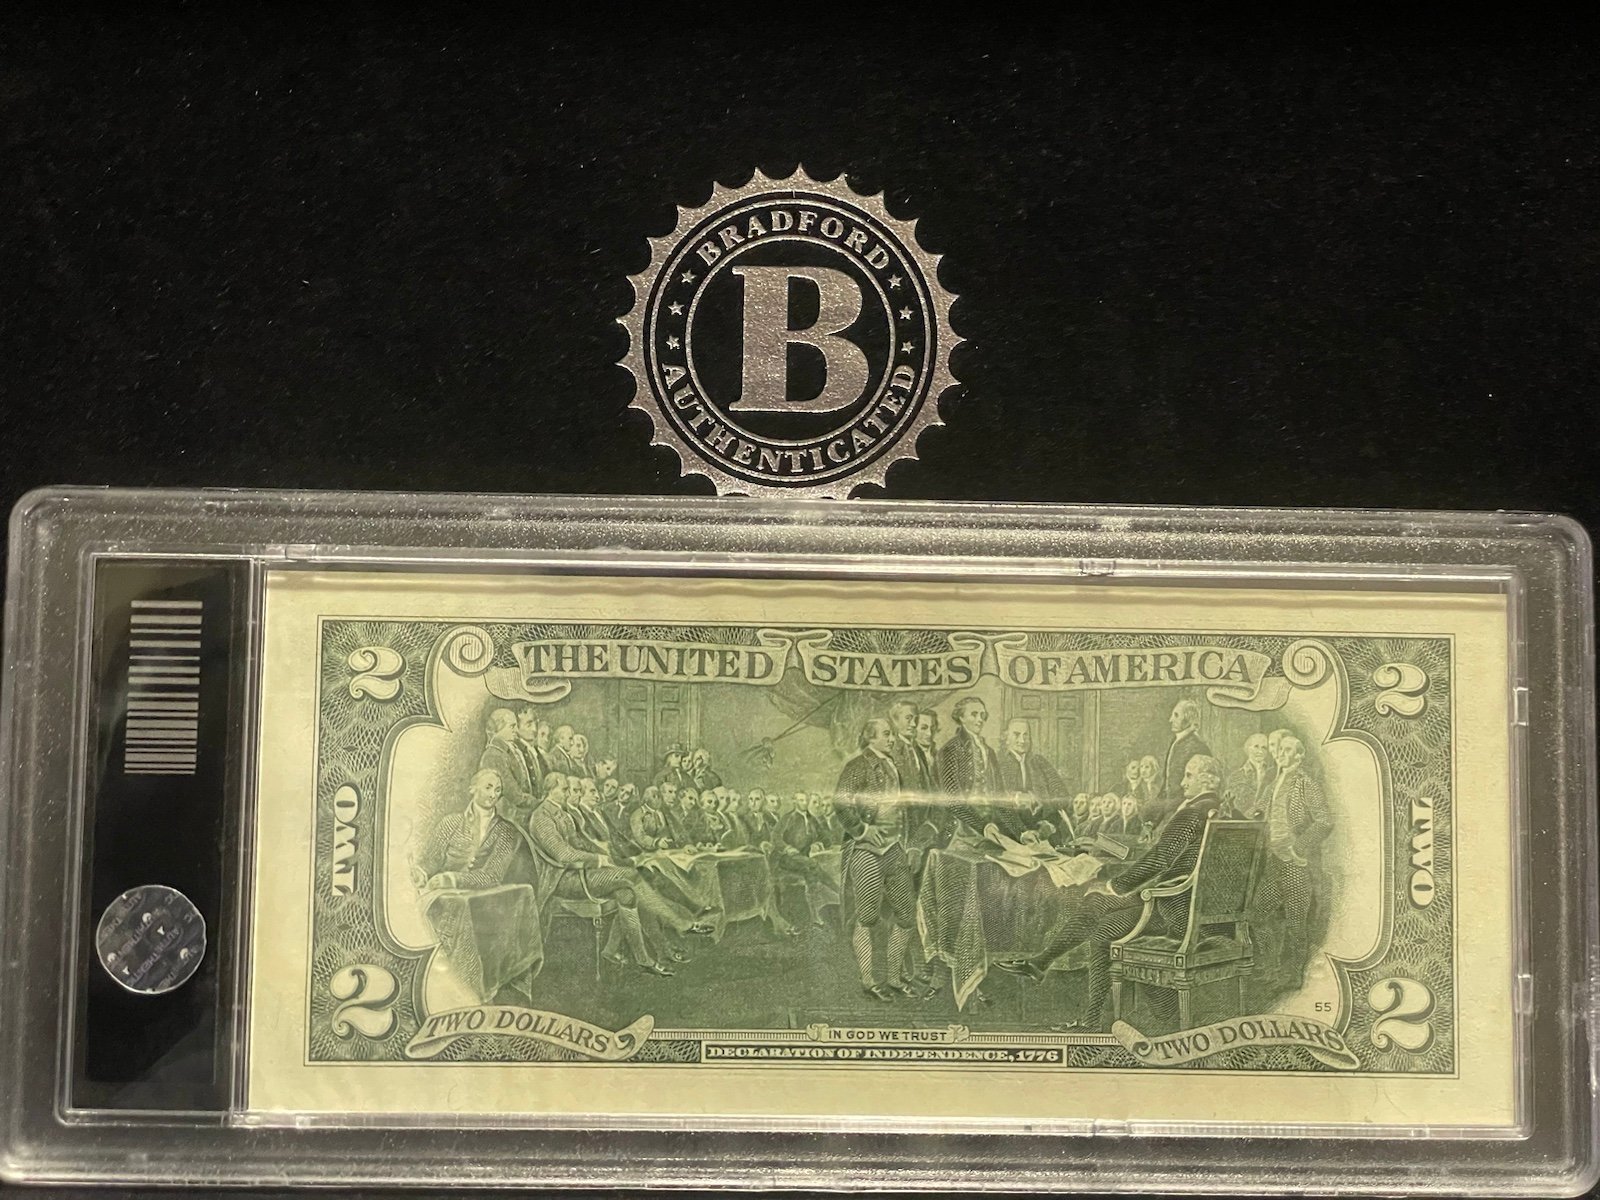 BRADFORD
B
AUTHENTICATED
THE UNITED STATES OF AMERICA
2
2
TWO
TWO
55
2
2
TWO DOLLARS
TWO DOLLARS
IN GOD WE TRUST
DECLARATION OF INDEPENDENCE, 1776